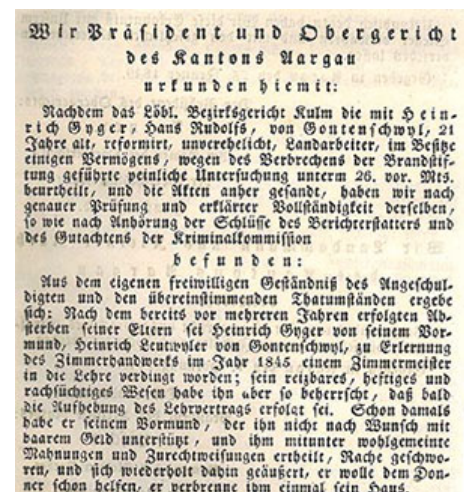 Wir Präsident und Obergericht
des Kantons Aargau
urkunden hiemit:
Nachdem das Löbl. Bezirksgericht Kulm die mit Hein-
rich Gyger, Hans Rudolfs, von Gontenschwyl, 21
Jahre alt, reformirt, unverehelicht, Landarbeiter, im Besitze
einigen Vermögens, wegen des Verbrechens der Brandstif-
tung geführte peinliche Untersuchung unterm 26. vor. Mts.
beurtheilt, und die Akten anher gesandt, haben wir nach
genauer Prüfung und erklärter Vollständigkeit derselben,
so wie nach Anhörung der Schlüsse des Berichterstatters und
des Gutachtens der Kriminalkommission
befunden:
Aus dem eigenen freiwilligen Geständniß des Angeschul-
digten und den übereinstimmenden Thatumständen ergebe
sich: Nach dem bereits vor mehreren Jahren erfolgten Ab-
sterben seiner Eltern sei Heinrich Gyger von seinem Vor-
mund, Heinrich Leutwyler von Gontenschwyl, zu Erlernung
des Zimmerhandwerks im Jahr 1845 einem Zimmermeister
in die Lehre verdingt worden; sein reizbares, heftiges und
rachsüchtiges Wesen habe ihn aber so beherrscht, daß bald
die Aufhebung des Lehrvertrags erfolgt sei. Schon damals
habe er seinem Vormund, der ihn nicht nach Wunsch mit
baarem Geld unterstützt, und ihm mitunter wohlgemeinte
Mahnungen und Zurechtweisungen ertheilt, Rache geschwo-
ren, und sich wiederholt dahin geäußert, er wolle dem Don-
ner schon helfen, er verbrenne ihm einmal sein Haus.